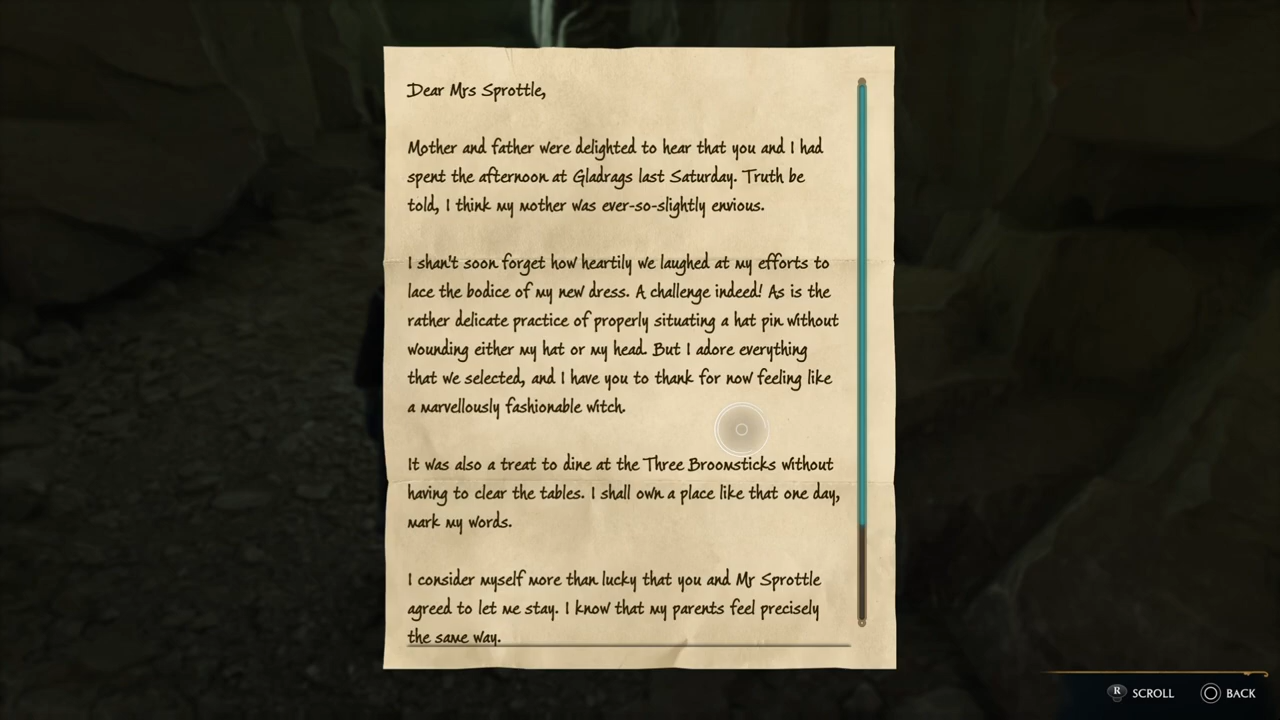 Dear Mrs Sprottle,
Mother and father were delighted to hear that you and I had
spent the afternoon at Gladrags last Saturday. Truth be
told, I think my mother was ever-so-slightly envious.
I shan't soon forget how heartily we laughed at my efforts to
lace the bodice of my new dress. A challenge indeed! As is the
rather delicate practice of properly situating a hat pin without
wounding either my hat or my head. But I adore everything
that we selected, and I have you to thank for now feeling like
a marvellously fashionable witch.
It was also a treat to dine at the Three Broomsticks without
having to clear the tables. I shall own a place like that one day,
mark my words.
I consider myself more than lucky that you and Mr Sprottle
agreed to let me stay. I know that my parents feel precisely
the same way.
R SCROLL BACK